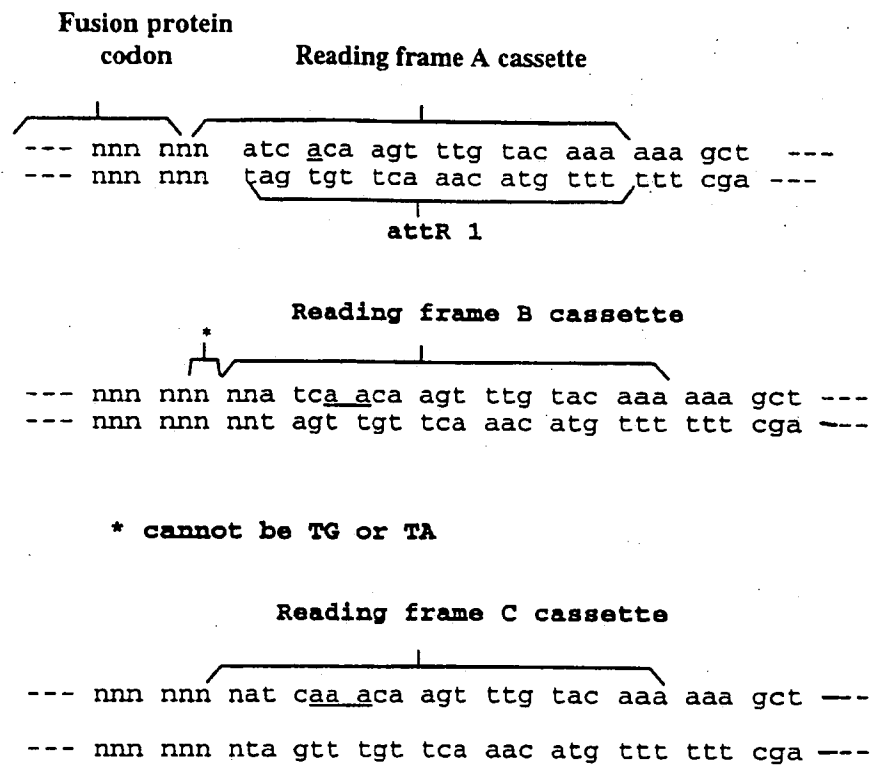 Fusion protein
codon
Reading frame A cassette
--- nnn nnn atc aca agt ttg tac aaa aaa gct ---
--- nnn nnn tag tgt tca aac atg ttt ttt cga ---
attR 1
Reading frame B cassette
*
--- nnn nnn nna tca aca agt ttg tac aaa aaa gct ---
--- nnn nnn nnt agt tgt tca aac atg ttt ttt cga ---
* cannot be TG or TA
Reading frame C cassette
--- nnn nnn nat caa aca agt ttg tac aaa aaa gct ---
--- nnn nnn nta gtt tgt tca aac atg ttt ttt cga ---